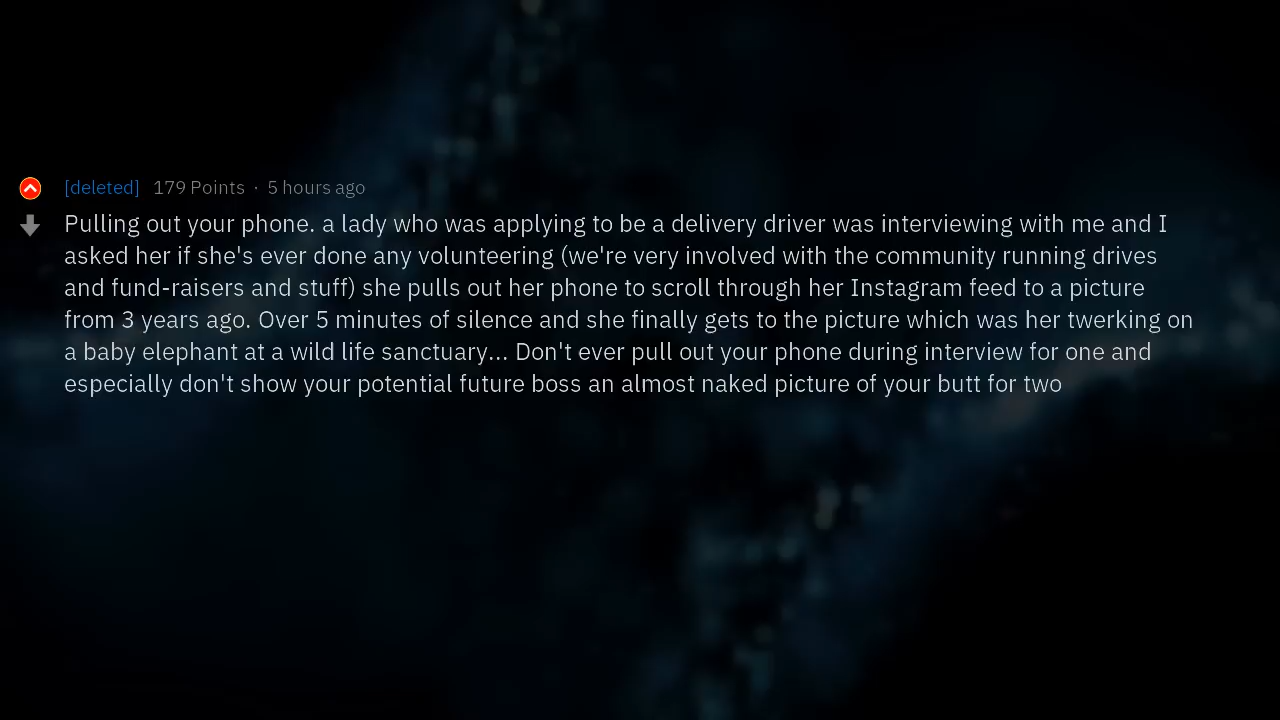 [deleted] 179 Points · 5 hours ago
Pulling out your phone. a lady who was applying to be a delivery driver was interviewing with me and I
asked her if she's ever done any volunteering (we're very involved with the community running drives
and fund-raisers and stuff) she pulls out her phone to scroll through her Instagram feed to a picture
from 3 years ago. Over 5 minutes of silence and she finally gets to the picture which was her twerking on
a baby elephant at a wild life sanctuary... Don't ever pull out your phone during interview for one and
especially don't show your potential future boss an almost naked picture of your butt for two